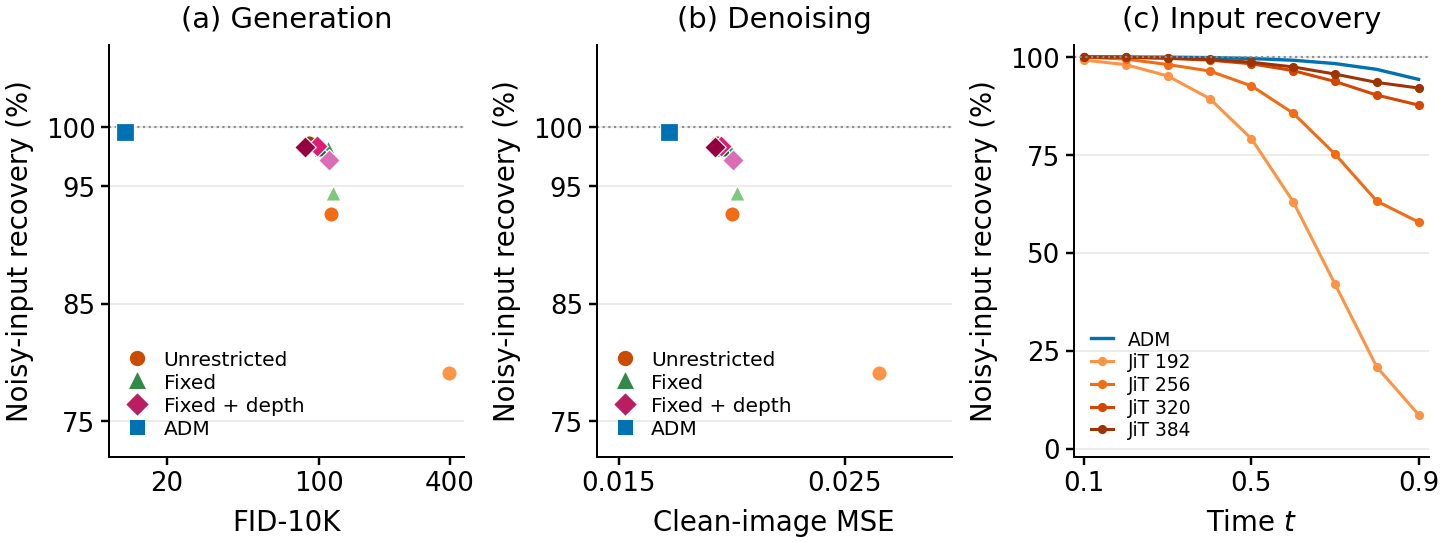 (a) Generation
Noisy-input recovery (%)
100
95
85
75
Unrestricted
Fixed
Fixed + depth
ADM
20
100
400
FID-10K
(b) Denoising
Noisy-input recovery (%)
100
95
85
75
Unrestricted
Fixed
Fixed + depth
ADM
0.015
0.025
Clean-image MSE
(c) Input recovery
Noisy-input recovery (%)
100
75
50
25
0
ADM
JiT 192
JiT 256
JiT 320
JiT 384
0.1
0.5
0.9
Time t